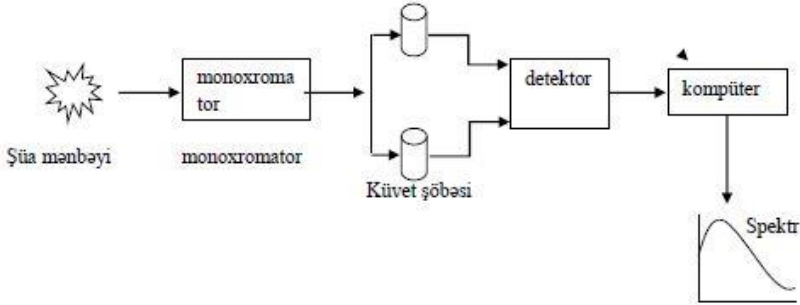 monoxroma
tor
detektor
kompüter
Şüa mənbəyi
monoxromator
Küvet şöbəsi
Spektr